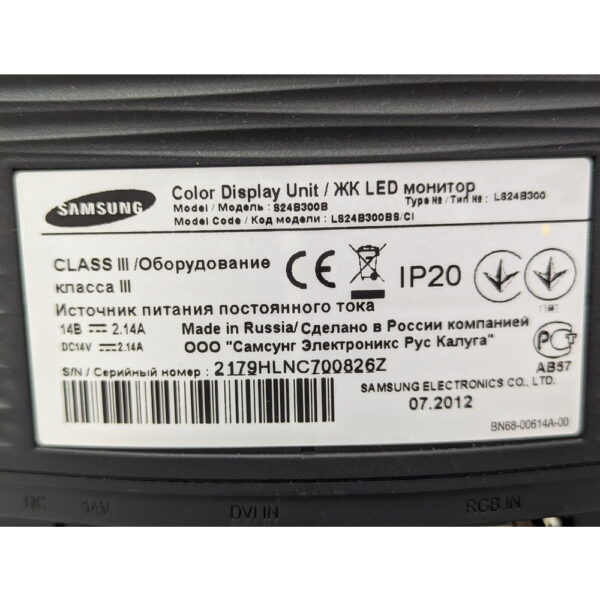 SAMSUNG
Color Display Unit / ЖК LED монитор
Model / Модель : S24B300B
Type № / Тип № : LS24B300
Model Code / Код модели : LS24B300BS/CI
CLASS III /Оборудование
класса III
CE
IP20
Источник питания постоянного тока
14В 2.14A
DC14V 2.14A
Made in Russia/ Сделано в России компанией
ООО "Самсунг Электроникс Рус Калуга"
АВ57
S/N / Серийный номер : 2179HLNC700826Z
SAMSUNG ELECTRONICS CO., LTD.
07.2012
BN68-00614A-00
DC 14V DVI IN RGB IN